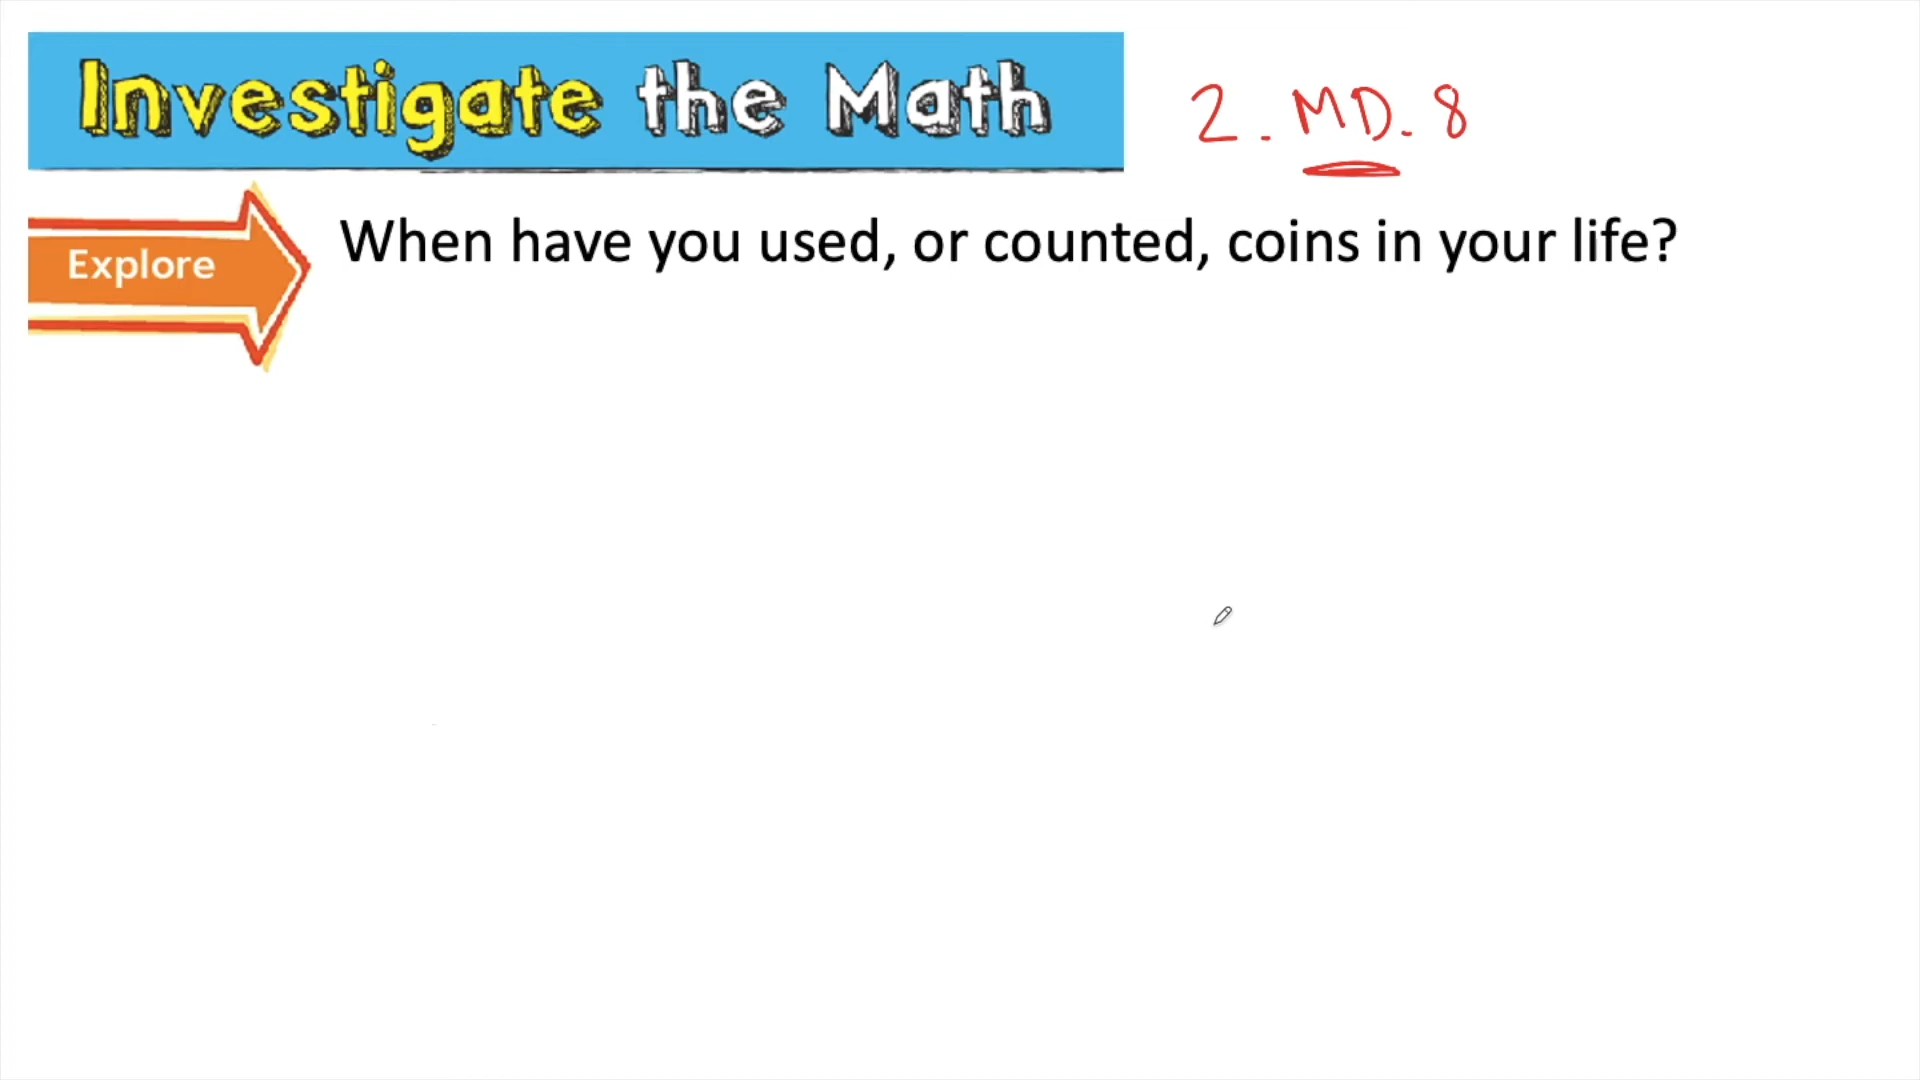 Investigate the Math
2. MD. 8
Explore
When have you used, or counted, coins in your life?